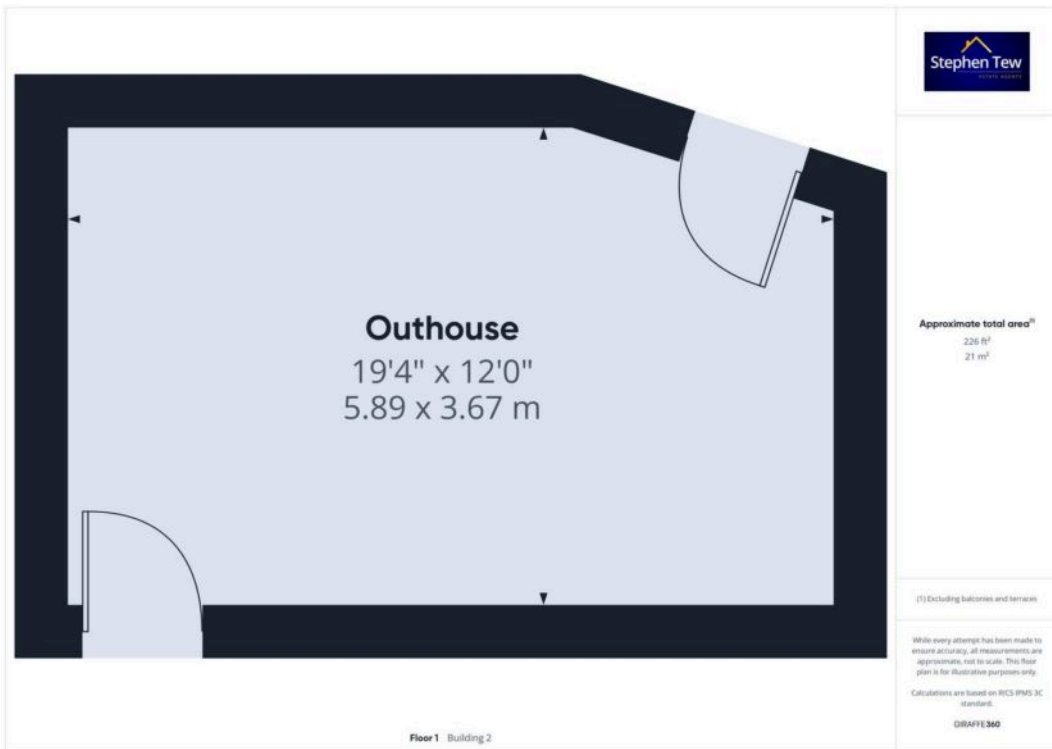 Stephen Tew
ESTATE AGENTS
Outhouse
19'4" x 12'0"
5.89 x 3.67 m
Approximate total area⁽¹⁾
226 ft²
21 m²
(1) Excluding balconies and terraces
While every attempt has been made to
ensure accuracy, all measurements are
approximate, not to scale. This floor
plan is for illustrative purposes only.
Calculations are based on RICS IPMS 3C
standard.
GIRAFFE360
Floor 1 Building 2